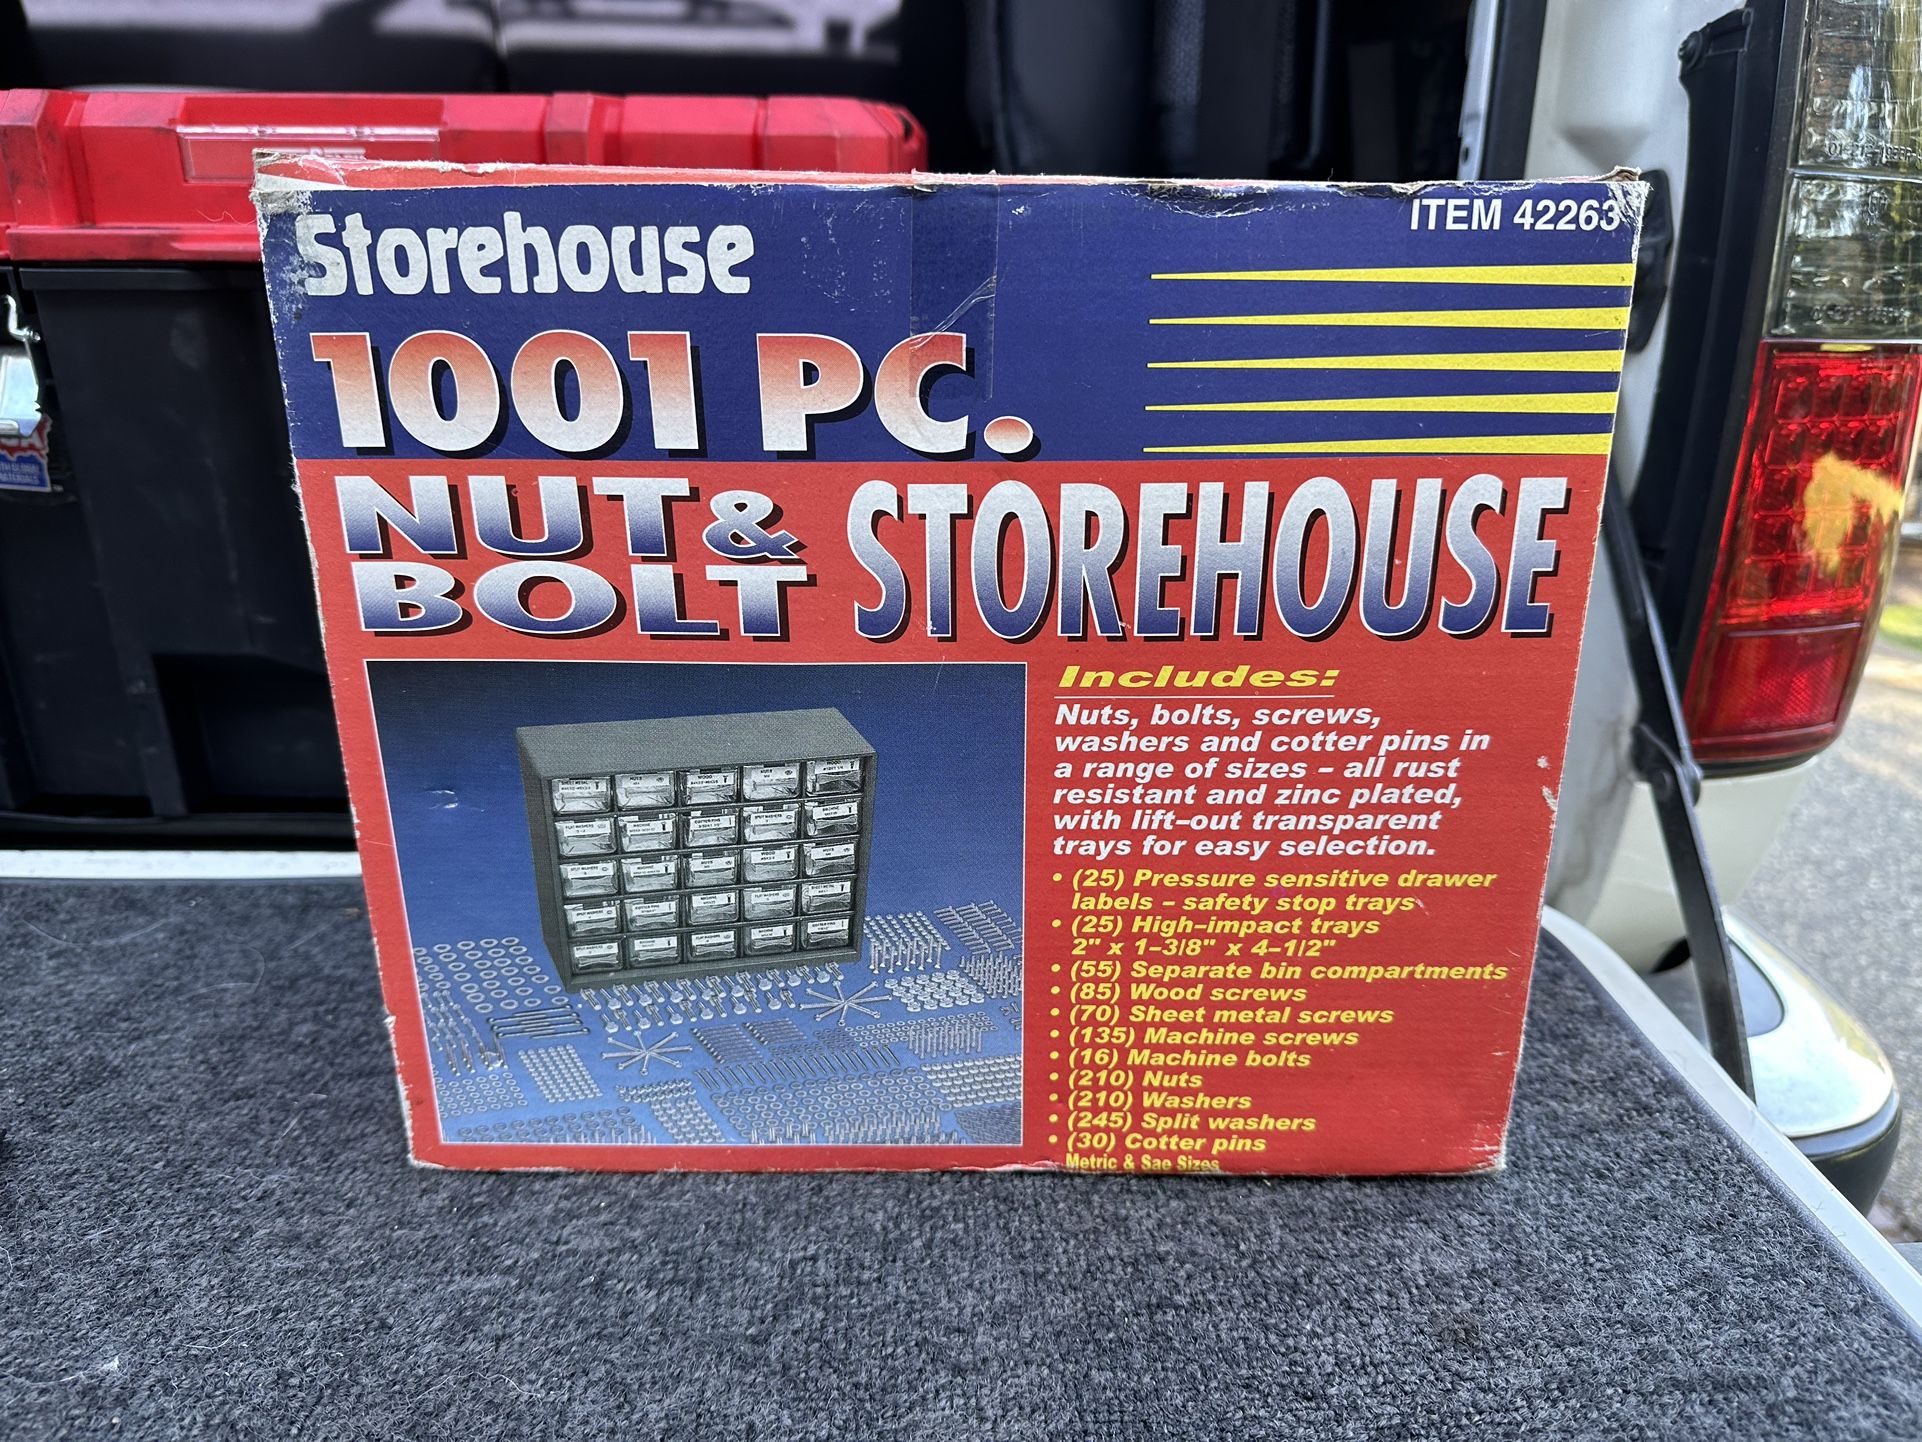 Storehouse
ITEM 42263
1001 PC.
NUT &
BOLT
STOREHOUSE
Includes:
Nuts, bolts, screws,
washers and cotter pins in
a range of sizes – all rust
resistant and zinc plated,
with lift-out transparent
trays for easy selection.
• (25) Pressure sensitive drawer
labels – safety stop trays
• (25) High-impact trays
2" x 1-3/8" x 4-1/2"
• (55) Separate bin compartments
• (85) Wood screws
• (70) Sheet metal screws
• (135) Machine screws
• (16) Machine bolts
• (210) Nuts
• (210) Washers
• (245) Split washers
• (30) Cotter pins
Metric & Sae Sizes